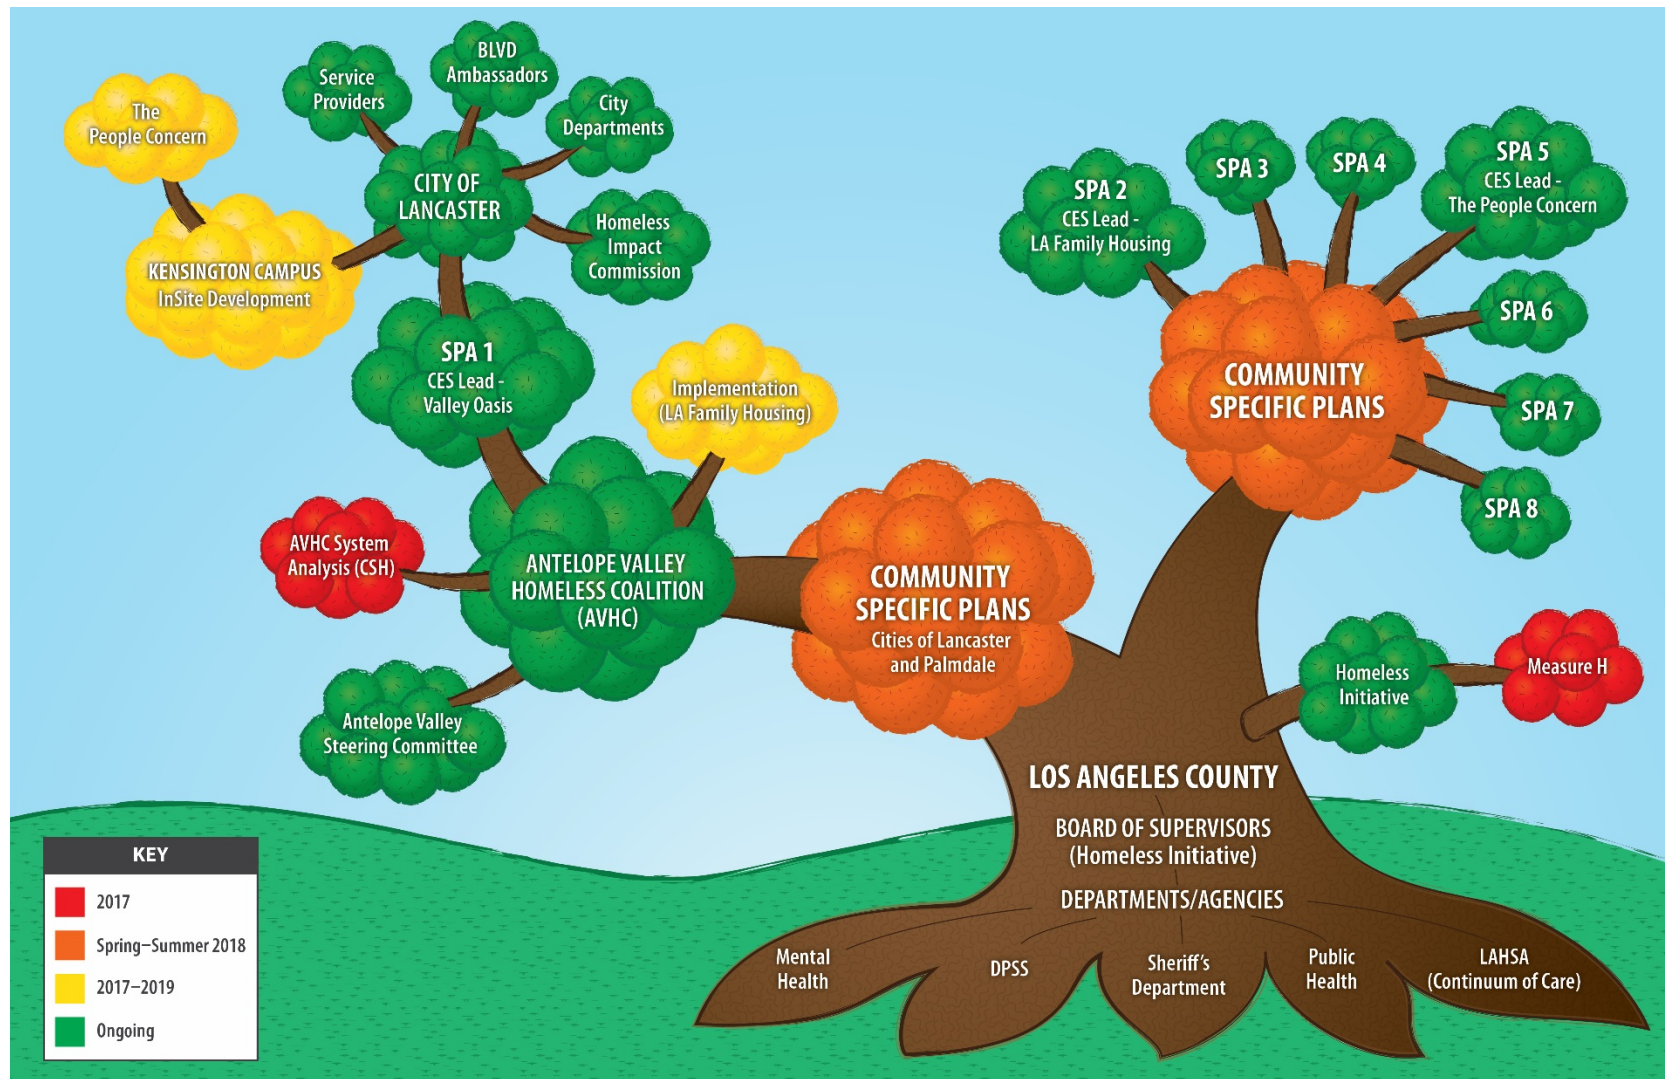 The
People Concern
Service
Providers
BLVD
Ambassadors
City
Departments
CITY OF
LANCASTER
Homeless
Impact
Commission
KENSINGTON CAMPUS
InSite Development
SPA 1
CES Lead -
Valley Oasis
Implementation
(LA Family Housing)
AVHC System
Analysis (CSH)
ANTELOPE VALLEY
HOMELESS COALITION
(AVHC)
Antelope Valley
Steering Committee
COMMUNITY
SPECIFIC PLANS
Cities of Lancaster
and Palmdale
SPA 2
CES Lead -
LA Family Housing
SPA 3
SPA 4
SPA 5
CES Lead -
The People Concern
SPA 6
SPA 7
SPA 8
COMMUNITY
SPECIFIC PLANS
Homeless
Initiative
Measure H
LOS ANGELES COUNTY
BOARD OF SUPERVISORS
(Homeless Initiative)
DEPARTMENTS/AGENCIES
Mental
Health
DPSS
Sheriff's
Department
Public
Health
LAHSA
(Continuum of Care)
KEY
2017
Spring–Summer 2018
2017–2019
Ongoing